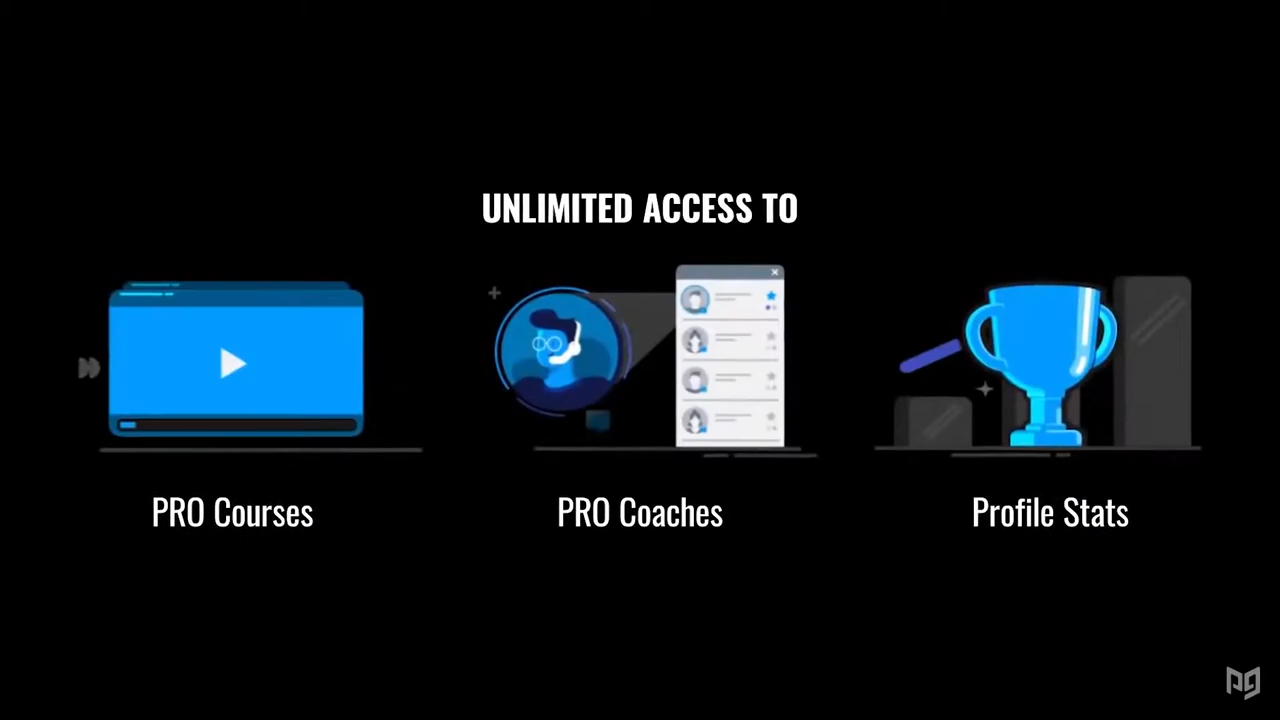 UNLIMITED ACCESS TO
PRO Courses
PRO Coaches
Profile Stats